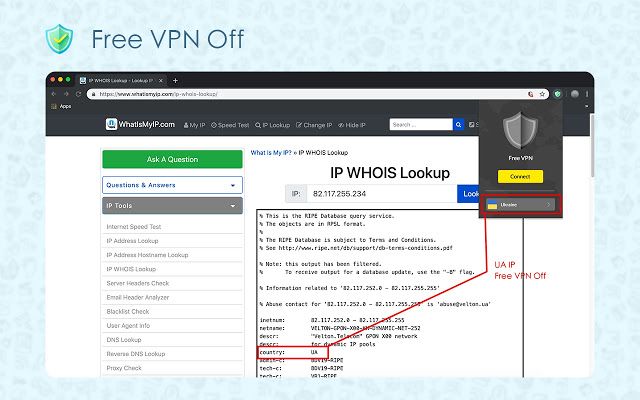 Free VPN Off
IP WHOIS Lookup - Lookup IP
https://www.whatismyip.com/ip-whois-lookup/
Apps
WhatIsMyIP.com
My IP
Speed Test
IP Lookup
Change IP
Hide IP
Search ...
Free VPN
Connect
Ukraine
Ask A Question
Questions & Answers
IP Tools
Internet Speed Test
IP Address Lookup
IP Address Hostname Lookup
IP WHOIS Lookup
Server Headers Check
Email Header Analyzer
Blacklist Check
User Agent Info
DNS Lookup
Reverse DNS Lookup
Proxy Check
What Is My IP? » IP WHOIS Lookup
IP WHOIS Lookup
IP: 82.117.255.234 Look
% This is the RIPE Database query service.
% The objects are in RPSL format.
%
% The RIPE Database is subject to Terms and Conditions.
% See http://www.ripe.net/db/support/db-terms-conditions.pdf
% Note: this output has been filtered.
% To receive output for a database update, use the "-B" flag.
% Information related to '82.117.252.0 - 82.117.255.255'
% Abuse contact for '82.117.252.0 - 82.117.255.255' is 'abuse@velton.ua'
inetnum: 82.117.252.0 - 82.117.255.255
netname:
descr: "Velton.Telecom" GPON X00 network
descr: for dynamic IP pools
country: UA
admin-c: BDV19-RIPE
tech-c: BDV19-RIPE
tech-c:
UA IP
Free VPN Off